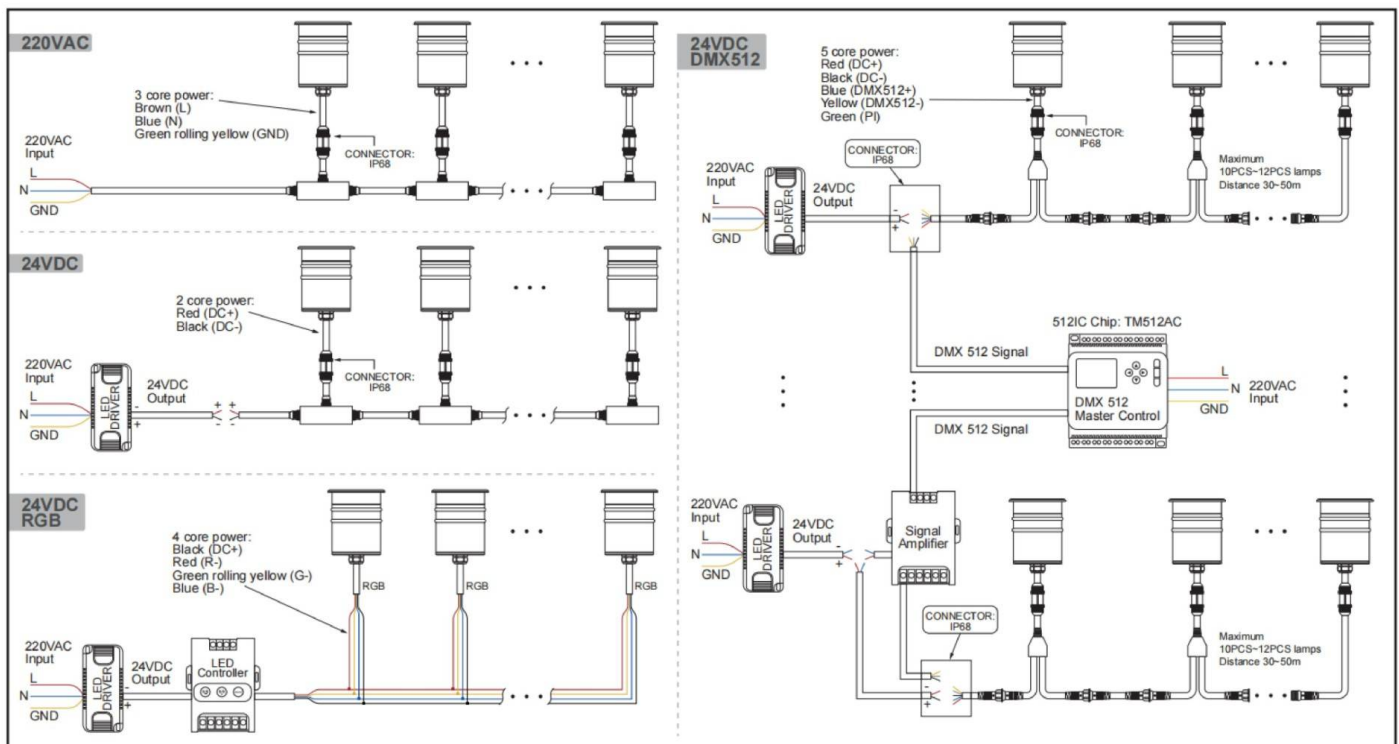 220VAC
3 core power:
Brown (L)
Blue (N)
Green rolling yellow (GND)
CONNECTOR:
IP68
220VAC
Input
L
N
GND
24VDC
2 core power:
Red (DC+)
Black (DC-)
CONNECTOR:
IP68
220VAC
Input
L
N
GND
LED
DRIVER
24VDC
Output
-
+
+ +
- -
24VDC
RGB
4 core power:
Black (DC+)
Red (R-)
Green rolling yellow (G-)
Blue (B-)
RGB
RGB
RGB
220VAC
Input
L
N
GND
LED
DRIVER
24VDC
Output
-
+
LED
Controller
24VDC
DMX512
5 core power:
Red (DC+)
Black (DC-)
Blue (DMX512+)
Yellow (DMX512-)
Green (PI)
CONNECTOR:
IP68
CONNECTOR:
IP68
220VAC
Input
L
N
GND
LED
DRIVER
24VDC
Output
-
+
Maximum
10PCS~12PCS lamps
Distance 30~50m
512IC Chip: TM512AC
DMX 512 Signal
DMX 512
Master Control
L
N
GND
220VAC
Input
DMX 512 Signal
220VAC
Input
L
N
GND
LED
DRIVER
24VDC
Output
-
+
Signal
Amplifier
CONNECTOR:
IP68
-
+
Maximum
10PCS~12PCS lamps
Distance 30~50m